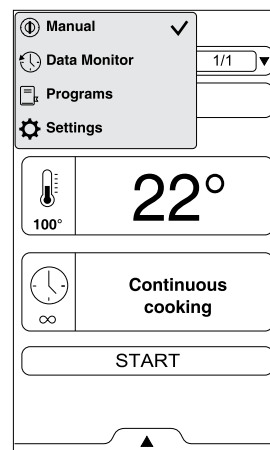 Manual
Data Monitor
1/1
Programs
Settings
22°
100°
Continuous
cooking
∞
START